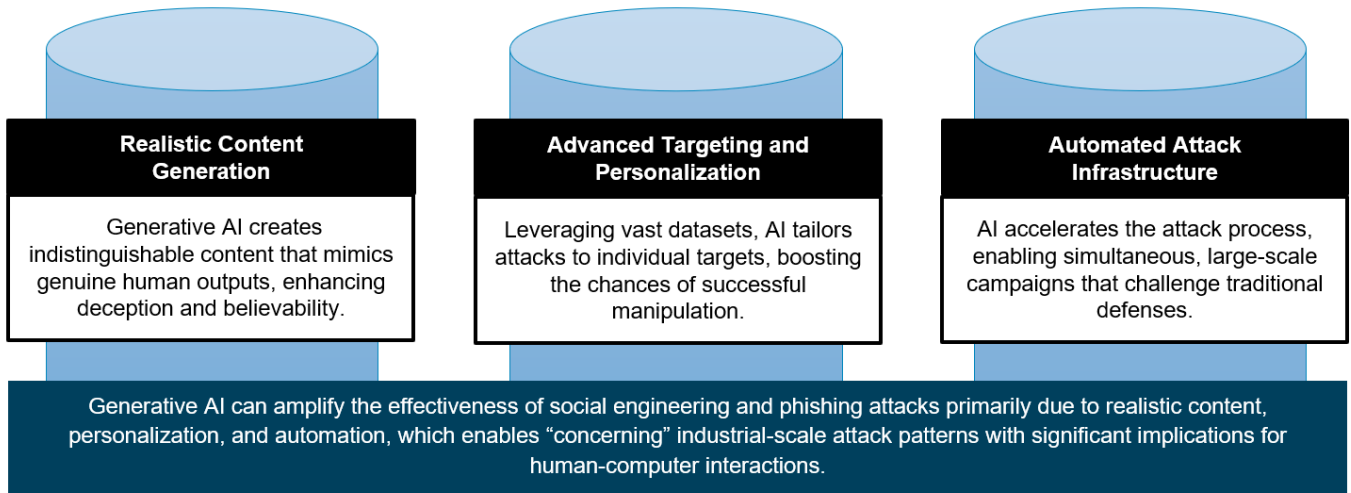 Realistic Content
Generation
Generative AI creates
indistinguishable content that mimics
genuine human outputs, enhancing
deception and believability.
Advanced Targeting and
Personalization
Leveraging vast datasets, AI tailors
attacks to individual targets, boosting
the chances of successful
manipulation.
Automated Attack
Infrastructure
AI accelerates the attack process,
enabling simultaneous, large-scale
campaigns that challenge traditional
defenses.
Generative AI can amplify the effectiveness of social engineering and phishing attacks primarily due to realistic content,
personalization, and automation, which enables “concerning” industrial-scale attack patterns with significant implications for
human-computer interactions.